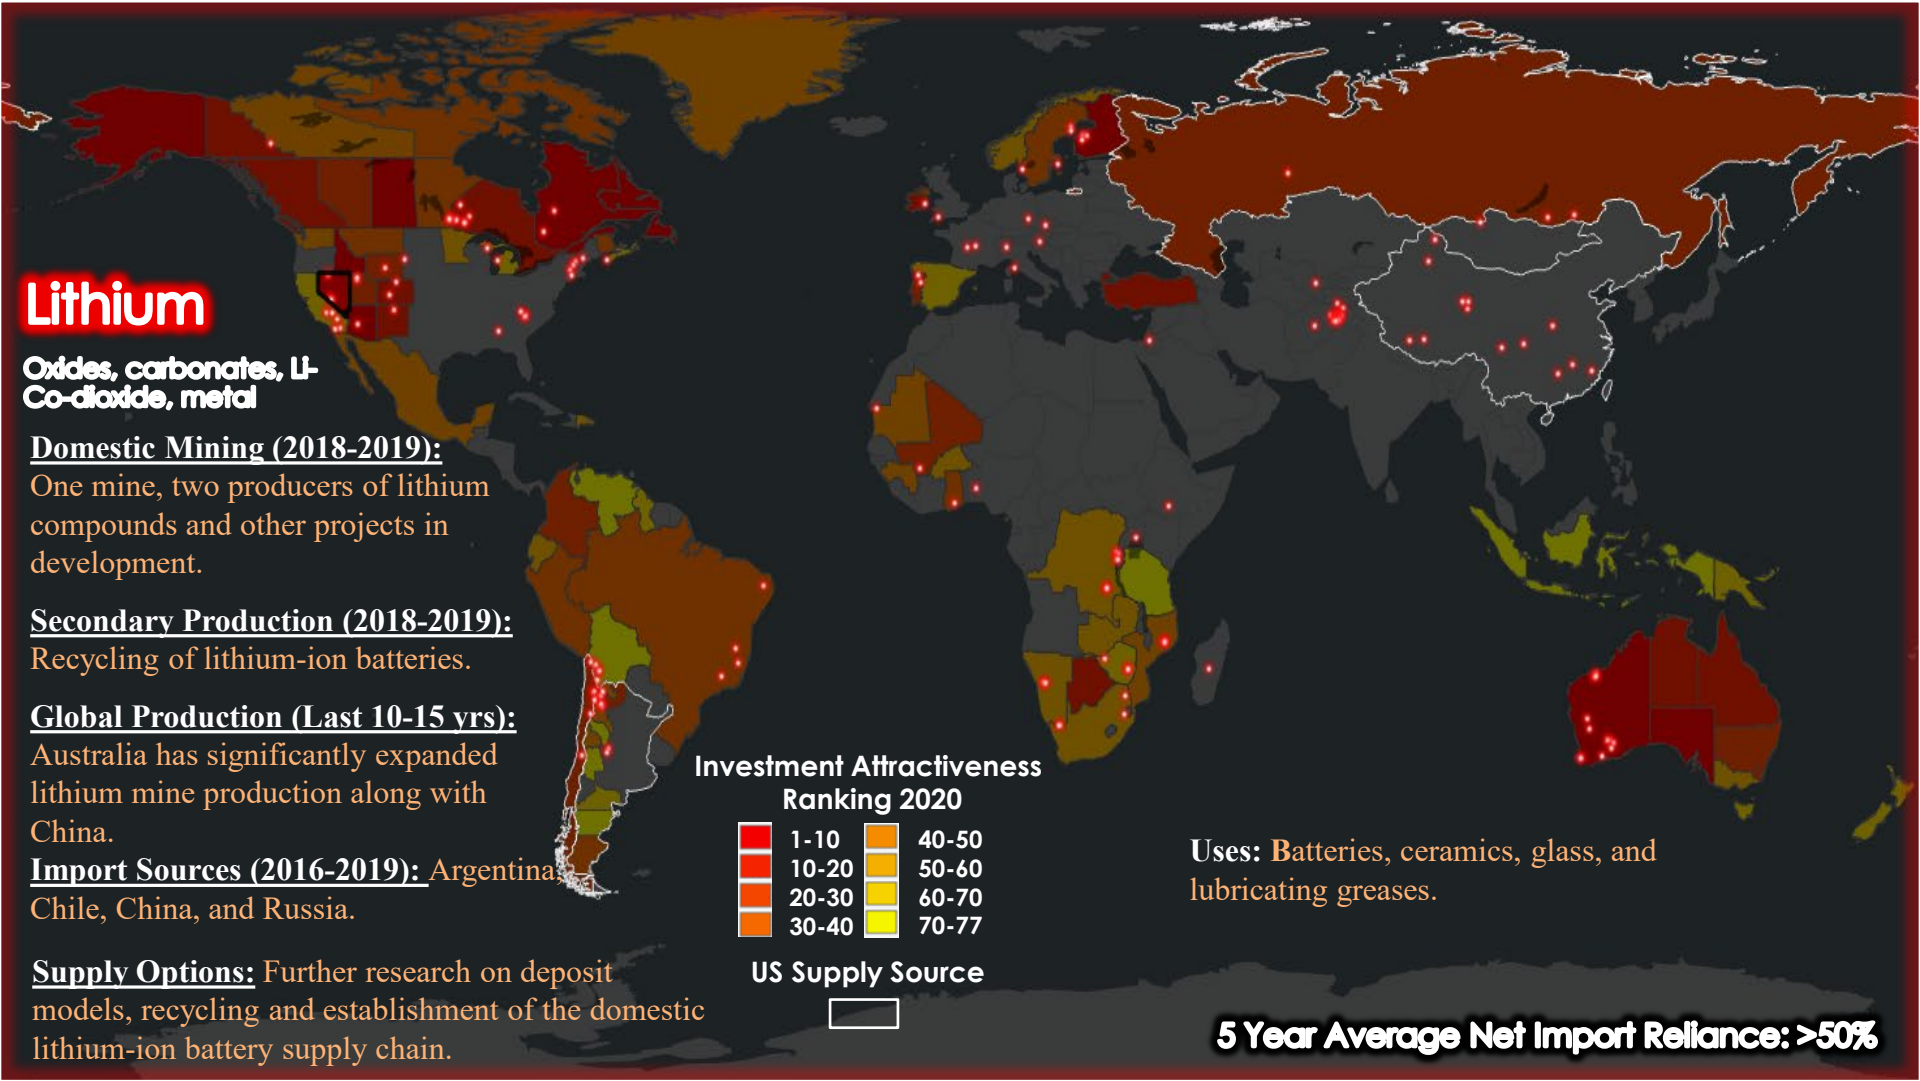 Lithium
Oxides, carbonates, Li-
Co-dioxide, metal
Domestic Mining (2018-2019):
One mine, two producers of lithium
compounds and other projects in
development.
Secondary Production (2018-2019):
Recycling of lithium-ion batteries.
Global Production (Last 10-15 yrs):
Australia has significantly expanded
lithium mine production along with
China.
Import Sources (2016-2019): Argentina,
Chile, China, and Russia.
Supply Options: Further research on deposit
models, recycling and establishment of the domestic
lithium-ion battery supply chain.
Investment Attractiveness
Ranking 2020
1-10 40-50
10-20 50-60
20-30 60-70
30-40 70-77
US Supply Source
Uses: Batteries, ceramics, glass, and
lubricating greases.
5 Year Average Net Import Reliance: >50%